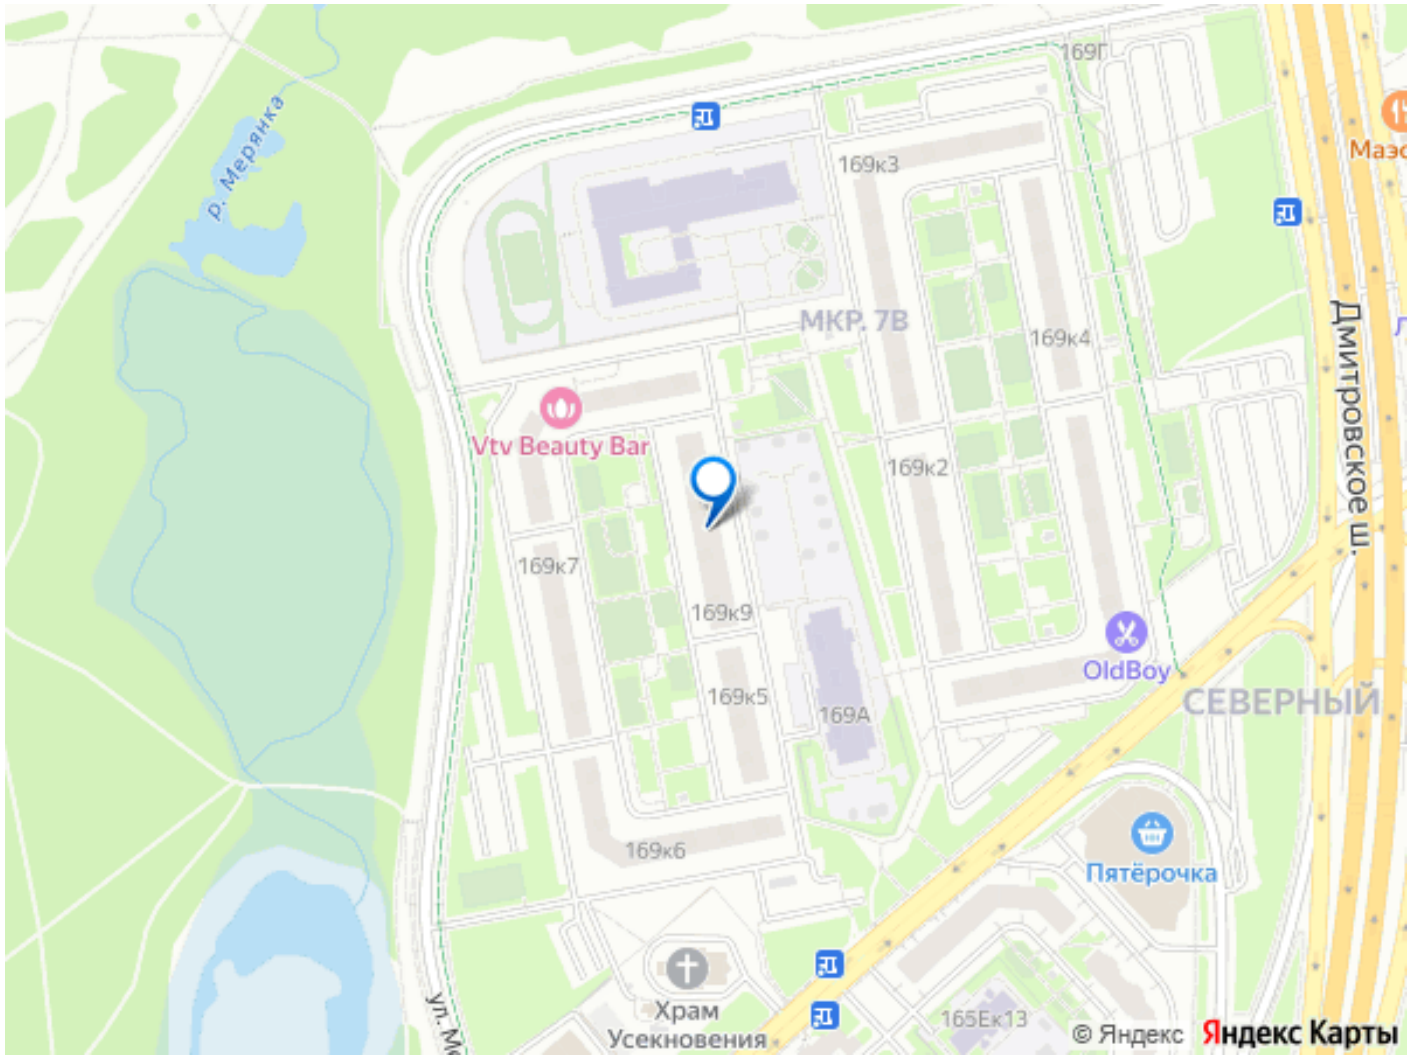 169Г
р. Мерянка
Маэс
169к3
МКР. 7В
169к4
Дмитровское ш.
Vtv Beauty Bar
169к2
169к7
169к9
OldBoy
169к5
СЕВЕРНЫЙ
169А
169к6
Пятёрочка
ул. Ме
Храм
Усекновения
165Ек13
© Яндекс
Яндекс Карты